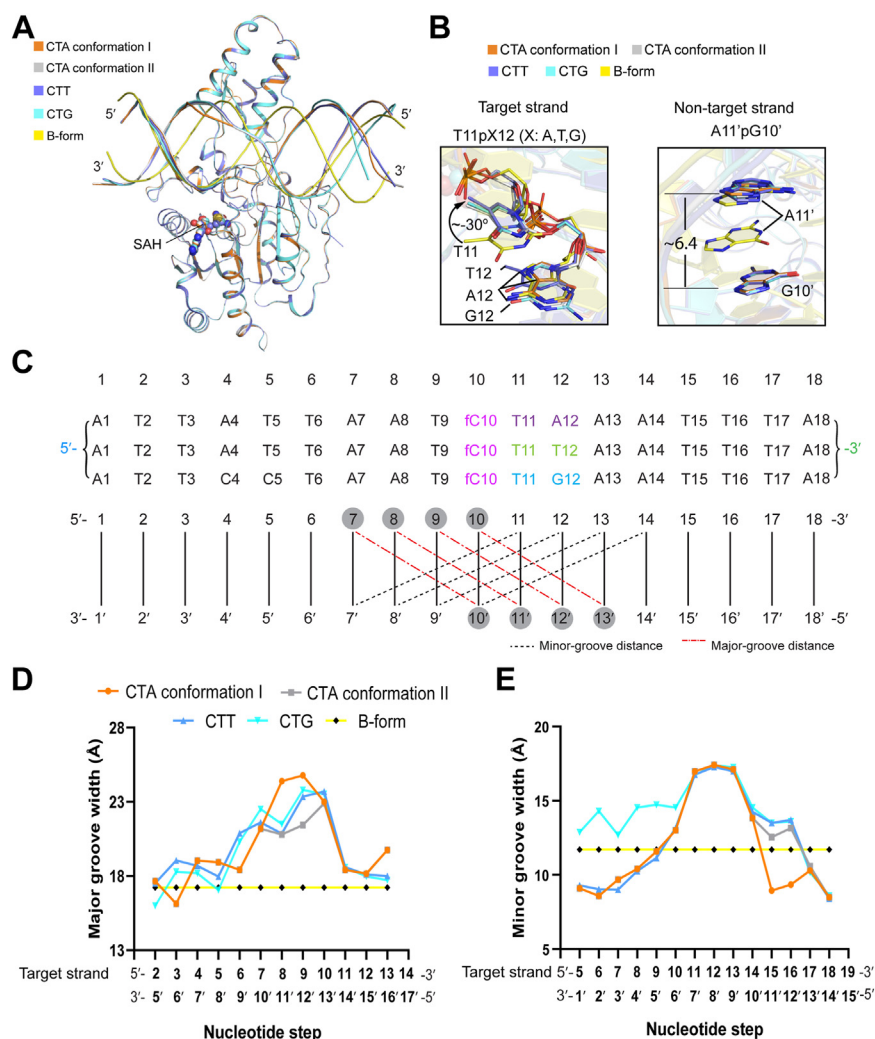 A
CTA conformation I
CTA conformation II
CTT
CTG
B-form
5′
3′
5′
3′
SAH
B
CTA conformation I CTA conformation II
CTT CTG B-form
Target strand
T11pX12 (X: A,T,G)
~-30º
T11
T12
A12
G12
Non-target strand
A11'pG10'
A11'
~6.4
G10'
C
1 2 3 4 5 6 7 8 9 10 11 12 13 14 15 16 17 18
A1 T2 T3 A4 T5 T6 A7 A8 T9 fC10 T11 A12 A13 A14 T15 T16 T17 A18
5′- A1 T2 T3 A4 T5 T6 A7 A8 T9 fC10 T11 T12 A13 A14 T15 T16 T17 A18 -3′
A1 T2 T3 C4 C5 T6 A7 A8 T9 fC10 T11 G12 A13 A14 T15 T16 T17 A18
5′- 1 2 3 4 5 6 7 8 9 10 11 12 13 14 15 16 17 18 -3′
3′- 1′ 2′ 3′ 4′ 5′ 6′ 7′ 8′ 9′ 10′ 11′ 12′ 13′ 14′ 15′ 16′ 17′ 18′ -5′
Minor-groove distance Major-groove distance
D
CTA conformation I CTA conformation II
CTT CTG B-form
Major groove width (Å)
28
23
18
13
Target strand 5′- 2 3 4 5 6 7 8 9 10 11 12 13 14 -3′
3′- 5′ 6′ 7′ 8′ 9′ 10′ 11′ 12′ 13′ 14′ 15′ 16′ 17′ -5′
Nucleotide step
E
Minor groove width (Å)
20
15
10
5
Target strand 5′- 5 6 7 8 9 10 11 12 13 14 15 16 17 18 19 -3′
3′- 1′ 2′ 3′ 4′ 5′ 6′ 7′ 8′ 9′ 10′ 11′ 12′ 13′ 14′ 15′ -5′
Nucleotide step